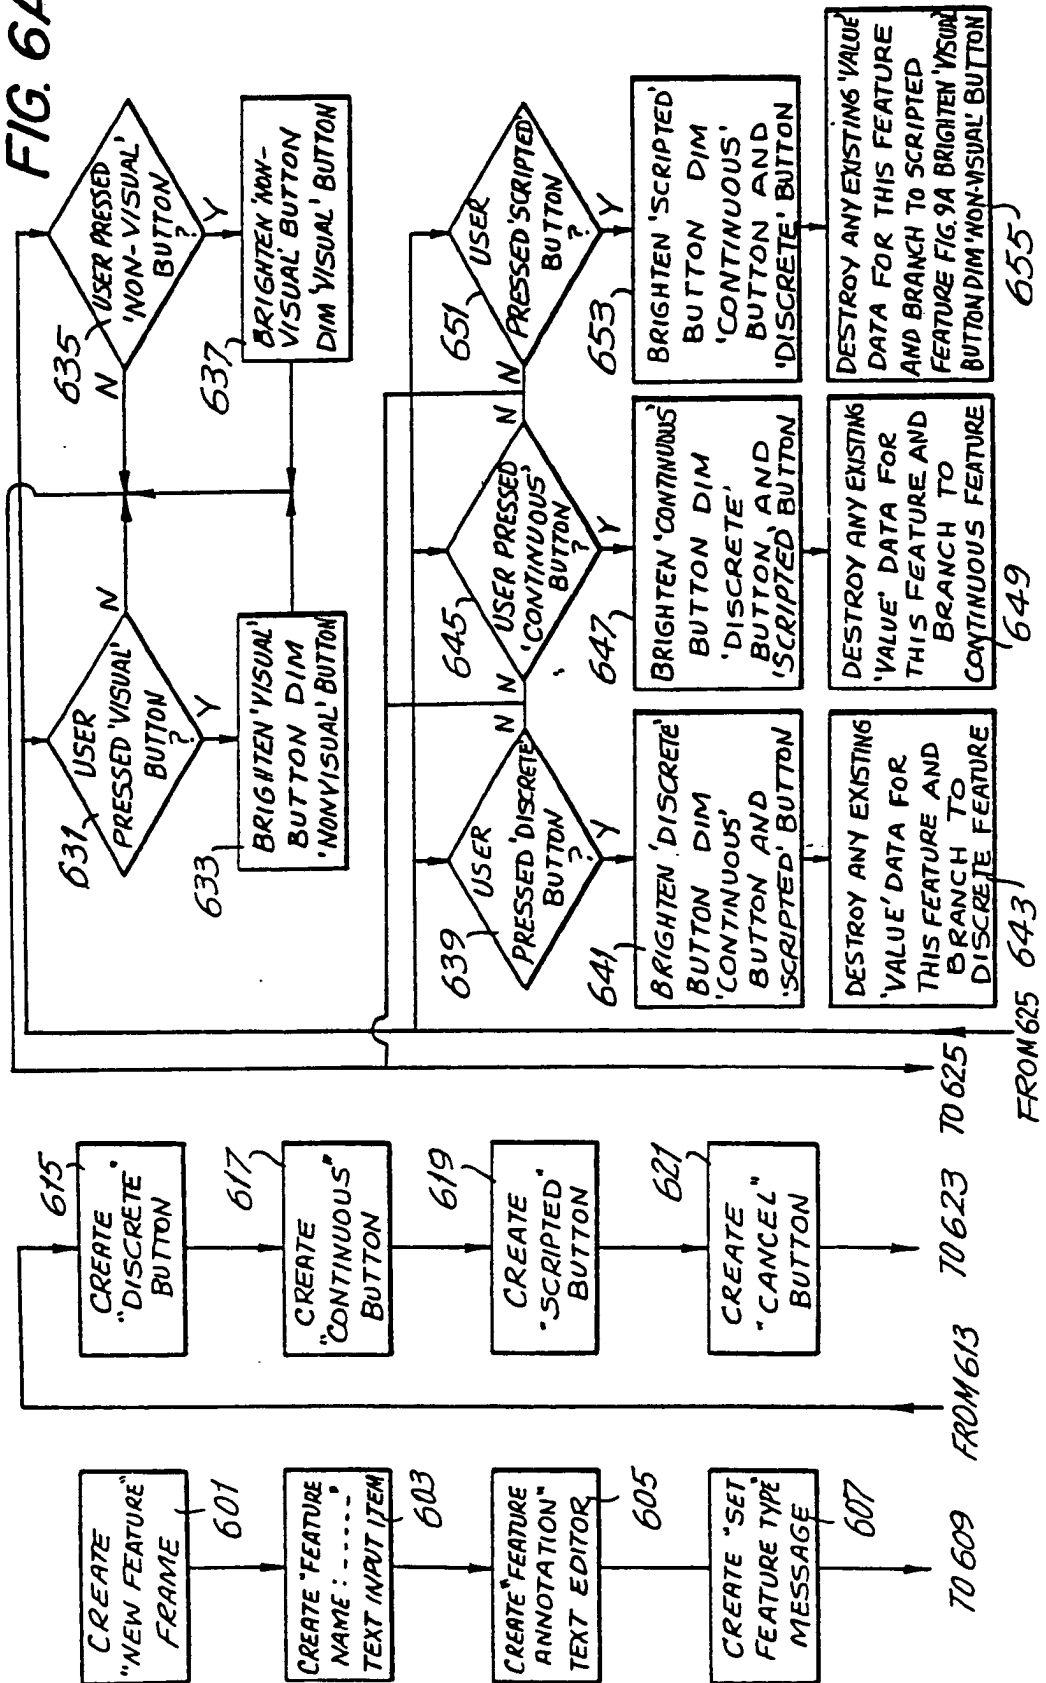 FIG. 6A
CREATE
"NEW FEATURE"
FRAME
601
CREATE "FEATURE
NAME: -----"
TEXT INPUT ITEM
603
CREATE "FEATURE
ANNOTATION"
TEXT EDITOR
605
CREATE "SET
FEATURE TYPE"
MESSAGE
607
TO 609
FROM 613
615
CREATE
"DISCRETE"
BUTTON
617
CREATE
"CONTINUOUS"
BUTTON
619
CREATE
"SCRIPTED"
BUTTON
621
CREATE
"CANCEL"
BUTTON
TO 623
TO 625
FROM 625
631
USER
PRESSED 'VISUAL'
BUTTON
?
N
Y
633
BRIGHTEN 'VISUAL'
BUTTON DIM
'NONVISUAL' BUTTON
635
USER PRESSED
'NON-VISUAL'
BUTTON
?
N
Y
637
BRIGHTEN 'NON-
VISUAL' BUTTON
DIM 'VISUAL' BUTTON
639
USER
PRESSED 'DISCRETE'
BUTTON
?
N
Y
641
BRIGHTEN 'DISCRETE'
BUTTON DIM
'CONTINUOUS'
BUTTON AND
'SCRIPTED' BUTTON
DESTROY ANY EXISTING
'VALUE' DATA FOR
THIS FEATURE AND
BRANCH TO
DISCRETE FEATURE
643
645
USER PRESSED
'CONTINUOUS'
BUTTON
?
N
N
Y
647
BRIGHTEN 'CONTINUOUS'
BUTTON DIM
'DISCRETE'
BUTTON, AND
'SCRIPTED' BUTTON
DESTROY ANY EXISTING
'VALUE' DATA FOR
THIS FEATURE AND
BRANCH TO
CONTINUOUS FEATURE
649
651
USER
PRESSED 'SCRIPTED'
BUTTON
?
N
Y
653
BRIGHTEN 'SCRIPTED'
BUTTON DIM
'CONTINUOUS'
BUTTON AND
'DISCRETE' BUTTON
DESTROY ANY EXISTING 'VALUE'
DATA FOR THIS FEATURE
AND BRANCH TO SCRIPTED
FEATURE FIG. 9A BRIGHTEN 'VISUAL'
BUTTON DIM 'NON-VISUAL' BUTTON
655